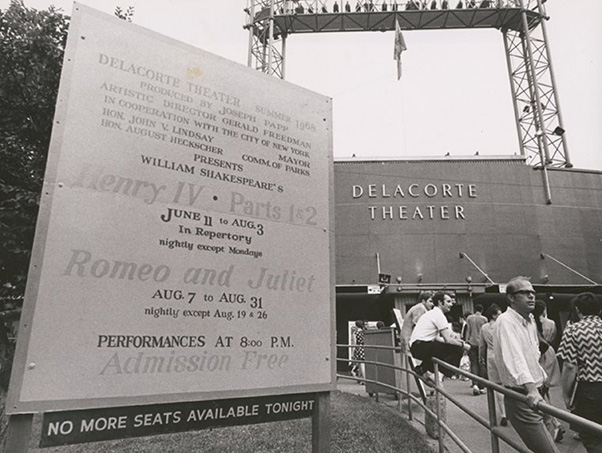 DELACORTE THEATER SUMMER 1968
PRODUCED BY JOSEPH PAPP
ARTISTIC DIRECTOR GERALD FREEDMAN
IN COOPERATION WITH THE CITY OF NEW YORK
HON. JOHN V. LINDSAY MAYOR
HON. AUGUST HECKSCHER COMM. OF PARKS
PRESENTS
WILLIAM SHAKESPEARE'S
Henry IV • Parts 1&2
JUNE 11 to AUG. 3
In Repertory
nightly except Mondays
Romeo and Juliet
AUG. 7 to AUG. 31
nightly except Aug. 19 & 26
PERFORMANCES AT 8:00 P.M.
Admission Free
NO MORE SEATS AVAILABLE TONIGHT
DELACORTE
THEATER